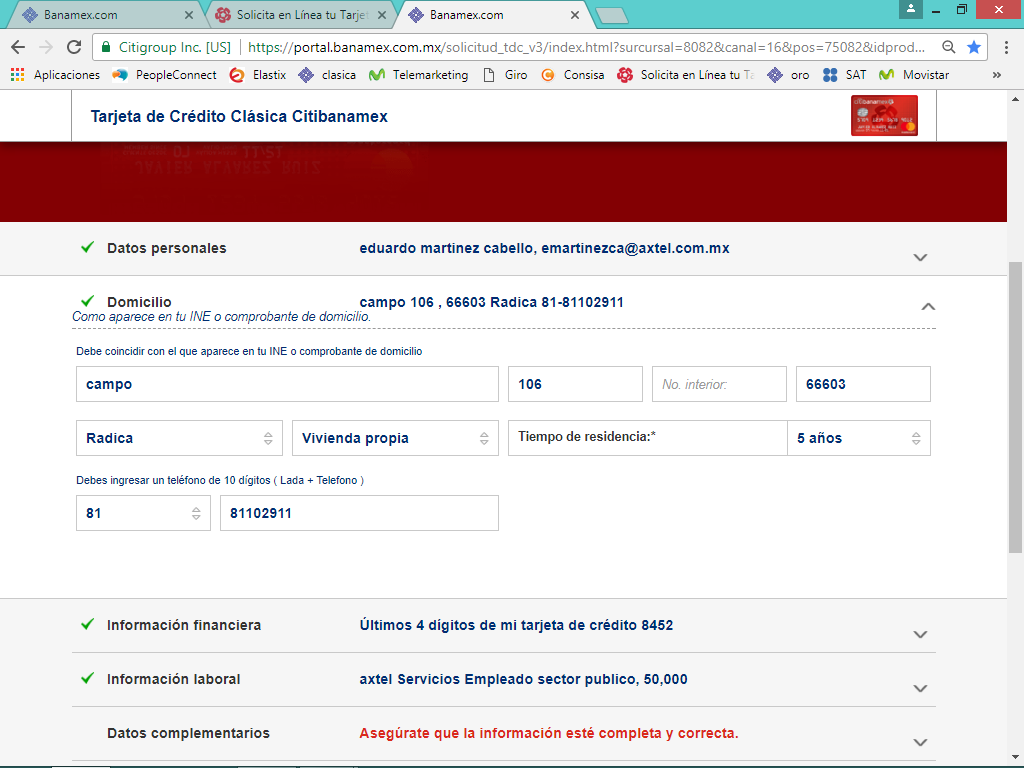 Banamex.com
Solicita en Línea tu Tarjet
Banamex.com
Citigroup Inc. [US] https://portal.banamex.com.mx/solicitud_tdc_v3/index.html?sursucal=8082&canal=16&pos=75082&idprod...
Aplicaciones PeopleConnect Elastix clasica Telemarketing Giro Consisa Solicita en Línea tu Ta oro SAT Movistar »
Tarjeta de Crédito Clásica Citibanamex
citibanamex
JAVIER ALVAREZ RUIZ
Datos personales eduardo martinez cabello, emartinezca@axtel.com.mx
Domicilio campo 106 , 66603 Radica 81-81102911
Como aparece en tu INE o comprobante de domicilio.
Debe coincidir con el que aparece en tu INE o comprobante de domicilio
campo 106 No. interior: 66603
Radica Vivienda propia Tiempo de residencia:* 5 años
Debes ingresar un teléfono de 10 dígitos ( Lada + Telefono )
81 81102911
Información financiera Últimos 4 dígitos de mi tarjeta de crédito 8452
Información laboral axtel Servicios Empleado sector publico, 50,000
Datos complementarios Asegúrate que la información esté completa y correcta.